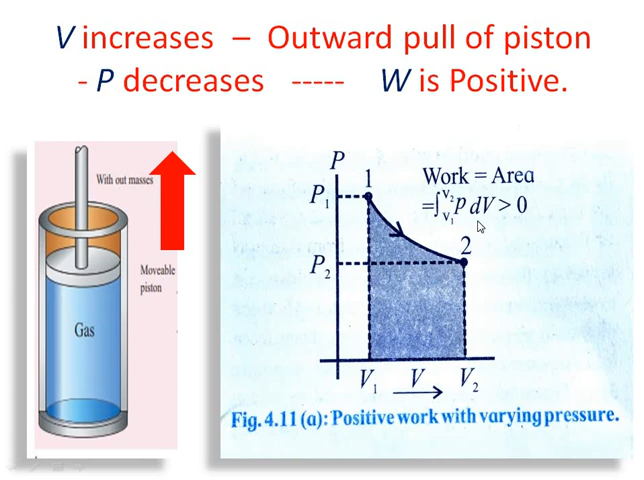 V increases – Outward pull of piston
- P decreases ----- W is Positive.
With out masses
Moveable
piston
Gas
P
P1
P2
1
2
Work = Area
=∫V1V2 p dV > 0
V1 V V2
Fig. 4.11 (a): Positive work with varying pressure.